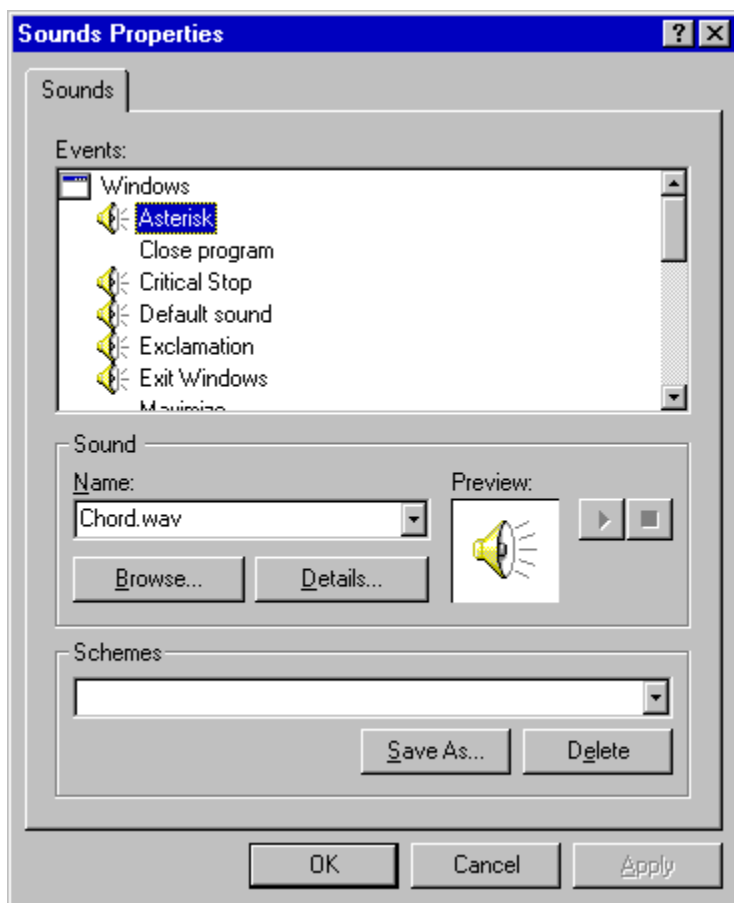 Sounds Properties
Sounds
Events:
Windows
Asterisk
Close program
Critical Stop
Default sound
Exclamation
Exit Windows
Maximize
Sound
Name:
Preview:
Chord.wav
Browse... Details...
Schemes
Save As... Delete
OK Cancel Apply